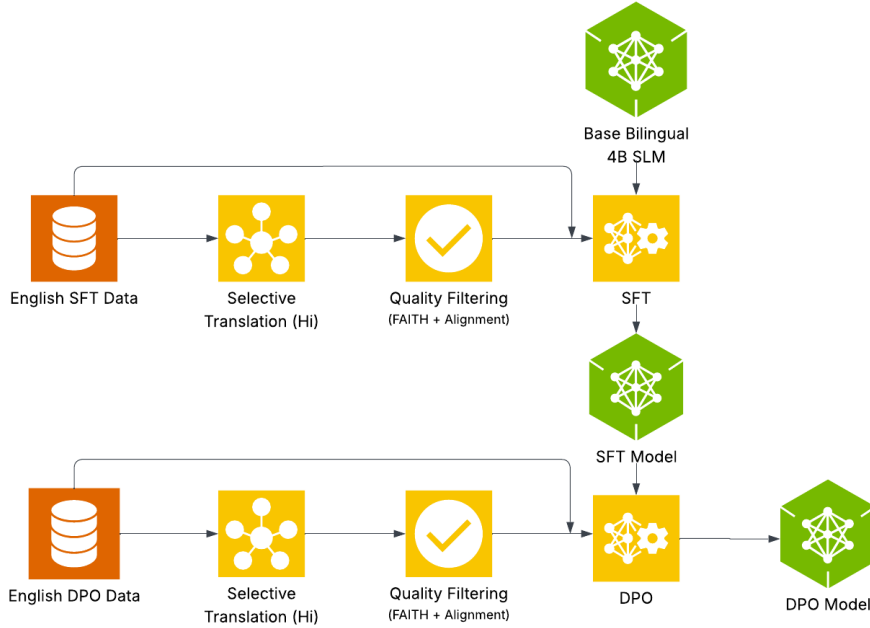 Base Bilingual
4B SLM
English SFT Data
Selective
Translation (Hi)
Quality Filtering
(FAITH + Alignment)
SFT
SFT Model
English DPO Data
Selective
Translation (Hi)
Quality Filtering
(FAITH + Alignment)
DPO
DPO Model